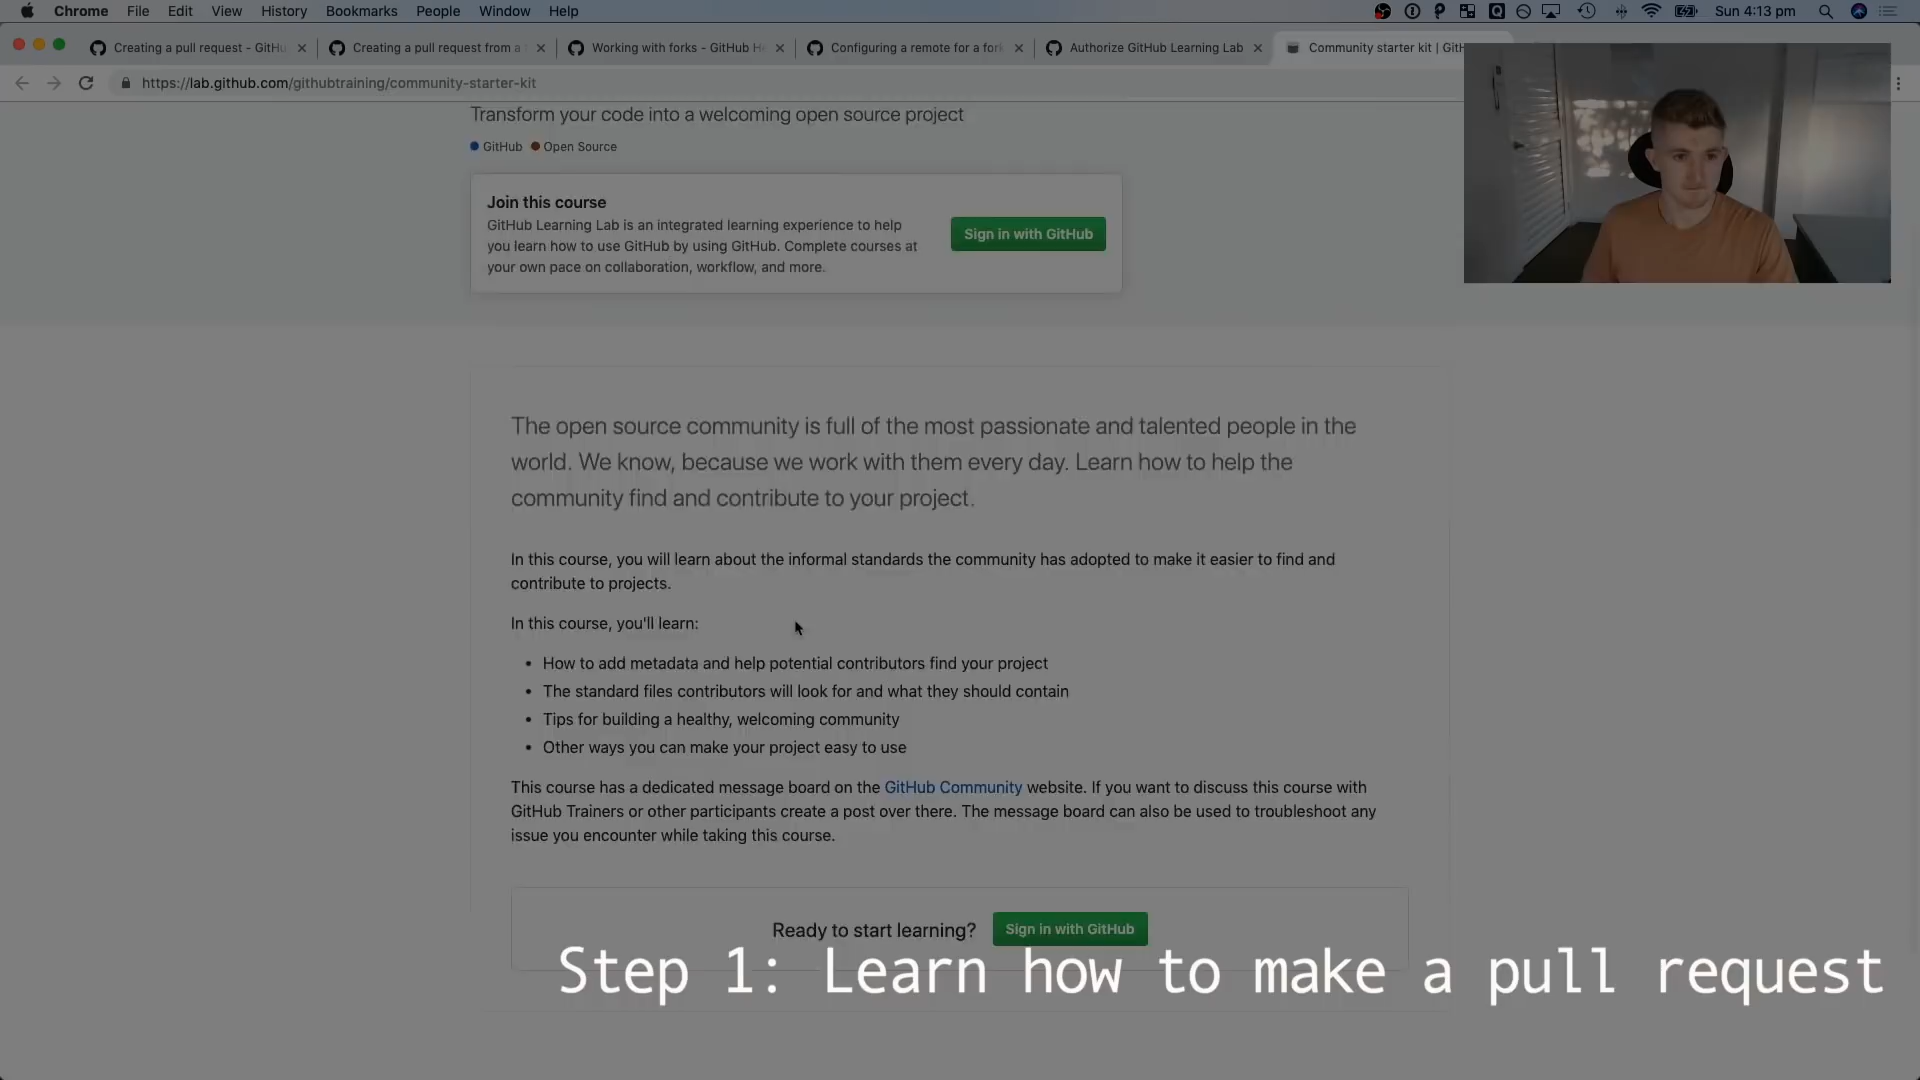 Chrome File Edit View History Bookmarks People Window Help Sun 4:13 pm
Creating a pull request - GitHu Creating a pull request from a Working with forks - GitHub H Configuring a remote for a for Authorize GitHub Learning Lab Community starter kit | GitH
https://lab.github.com/githubtraining/community-starter-kit
Transform your code into a welcoming open source project
GitHub Open Source
Join this course
GitHub Learning Lab is an integrated learning experience to help
you learn how to use GitHub by using GitHub. Complete courses at
your own pace on collaboration, workflow, and more.
Sign in with GitHub
The open source community is full of the most passionate and talented people in the
world. We know, because we work with them every day. Learn how to help the
community find and contribute to your project.
In this course, you will learn about the informal standards the community has adopted to make it easier to find and
contribute to projects.
In this course, you'll learn:
• How to add metadata and help potential contributors find your project
• The standard files contributors will look for and what they should contain
• Tips for building a healthy, welcoming community
• Other ways you can make your project easy to use
This course has a dedicated message board on the GitHub Community website. If you want to discuss this course with
GitHub Trainers or other participants create a post over there. The message board can also be used to troubleshoot any
issue you encounter while taking this course.
Ready to start learning? Sign in with GitHub
Step 1: Learn how to make a pull request